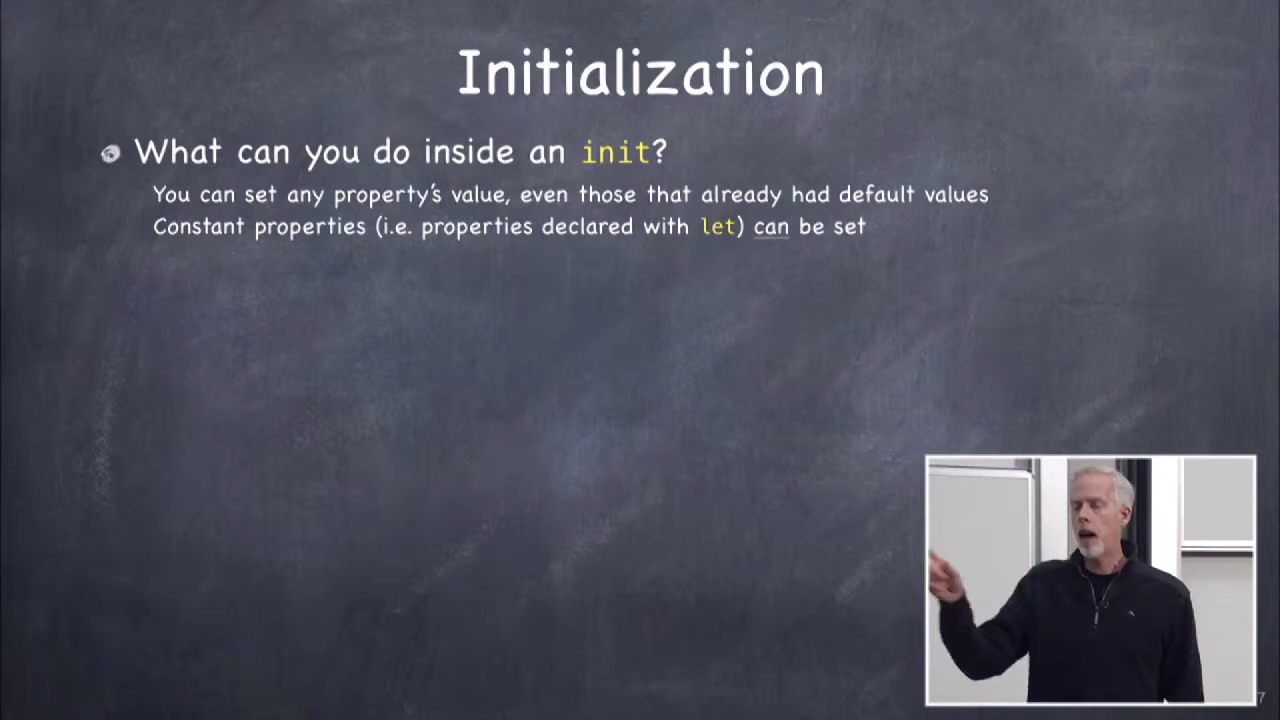 Initialization
What can you do inside an init?
You can set any property's value, even those that already had default values
Constant properties (i.e. properties declared with let) can be set
7